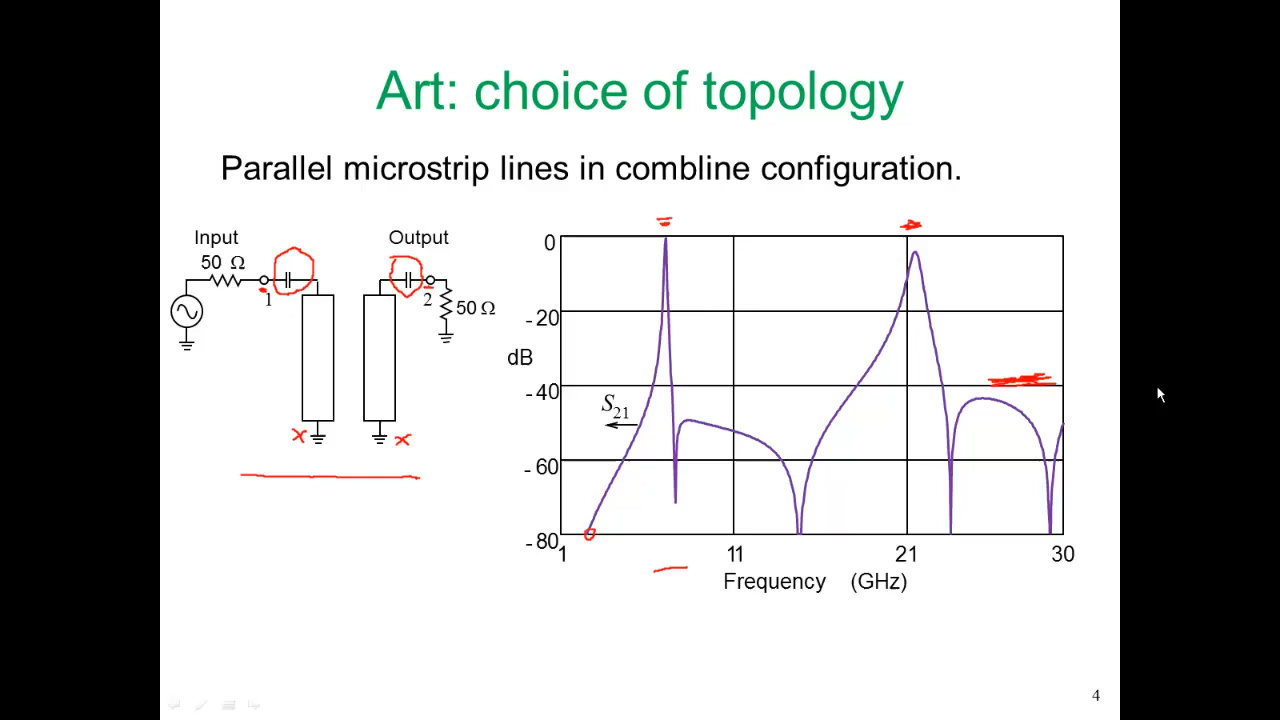 Art: choice of topology
Parallel microstrip lines in combline configuration.
Input
50 Ω
1
Output
2
50 Ω
dB
0
-20
-40
-60
-80
S21
1
11
21
30
Frequency (GHz)
4